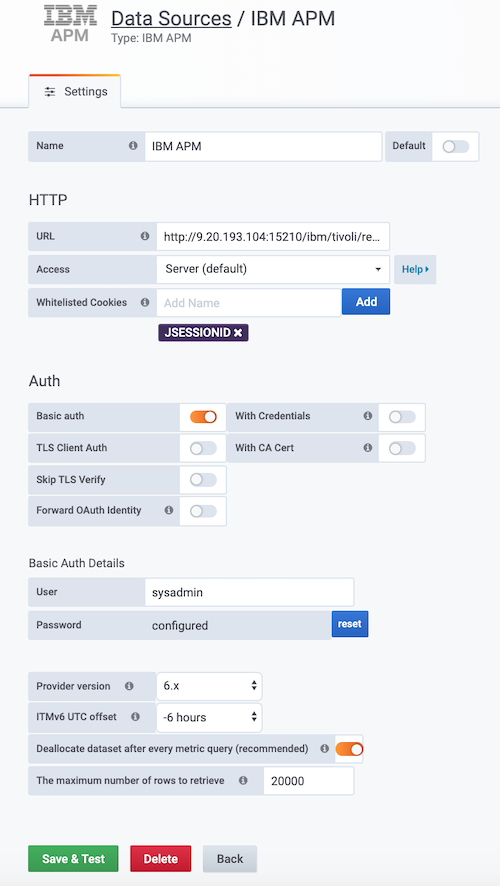 IBM
APM
Data Sources / IBM APM
Type: IBM APM
Settings
Name
IBM APM
Default
HTTP
URL
http://9.20.193.104:15210/ibm/tivoli/re...
Access
Server (default)
Help
Whitelisted Cookies
Add Name
Add
JSESSIONID
Auth
Basic auth
With Credentials
TLS Client Auth
With CA Cert
Skip TLS Verify
Forward OAuth Identity
Basic Auth Details
User
sysadmin
Password
configured
reset
Provider version
6.x
ITMv6 UTC offset
-6 hours
Deallocate dataset after every metric query (recommended)
The maximum number of rows to retrieve
20000
Save & Test
Delete
Back